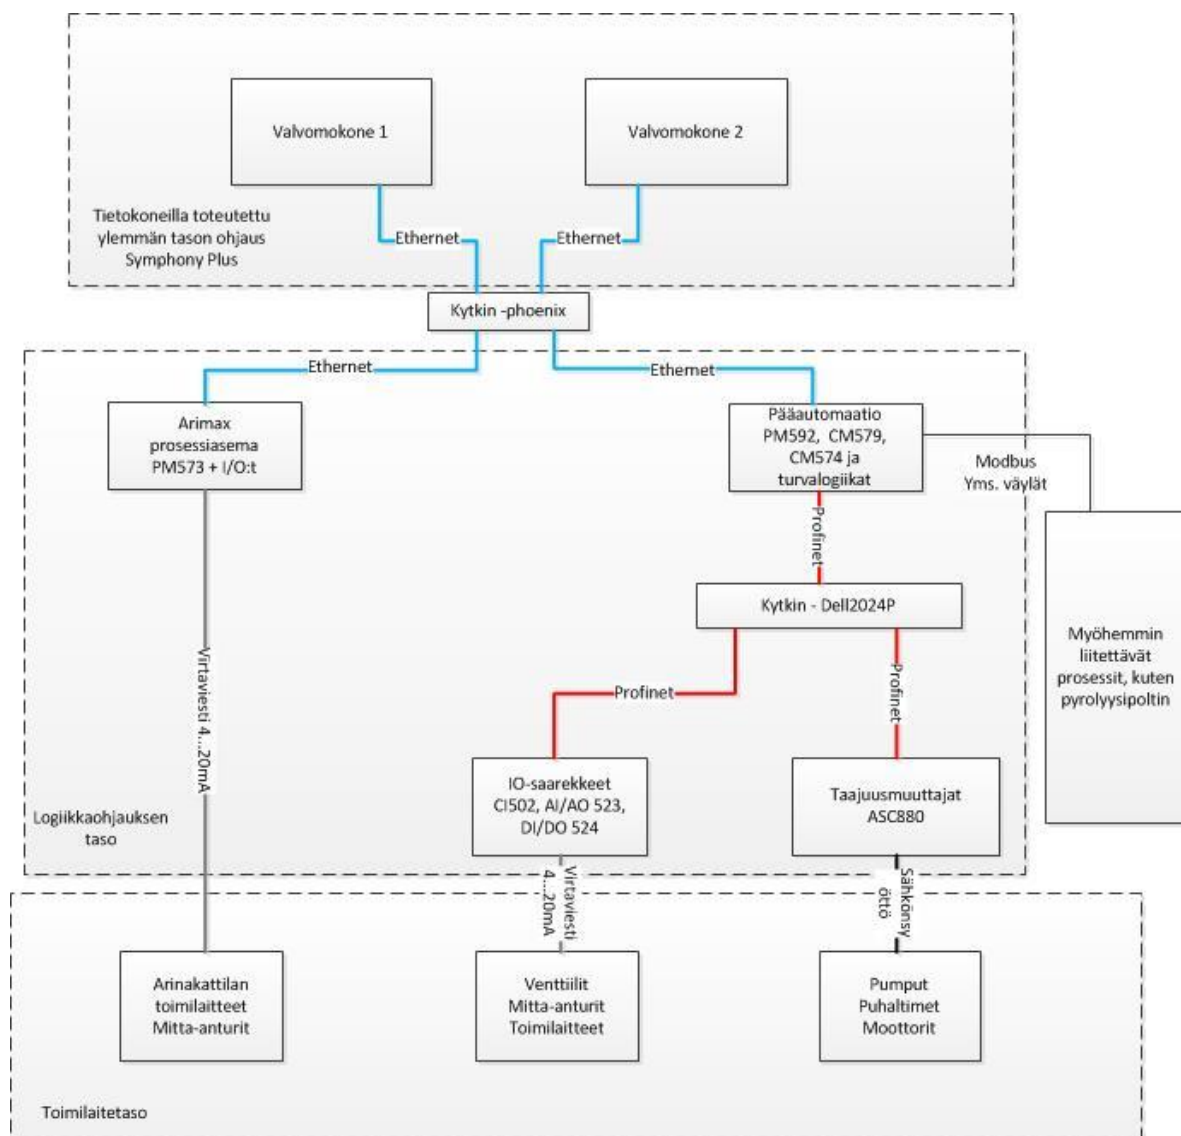 Valvomokone 1
Valvomokone 2
Tietokoneilla toteutettu
ylemmän tason ohjaus
Symphony Plus
Ethernet
Ethernet
Kytkin -phoenix
Ethernet
Ethernet
Arimax
prosessiasema
PM573 + I/O:t
Pääautomaatio
PM592, CM579,
CM574 ja
turvalogiikat
Modbus
Yms. väylät
Profinet
Kytkin - Dell2024P
Myöhemmin
liitettävät
prosessit, kuten
pyrolyysipoltin
Virtaviesti 4...20mA
Profinet
Profinet
IO-saarekkeet
CI502, AI/AO 523,
DI/DO 524
Taajuusmuuttajat
ASC880
Logiikkaohjauksen
taso
Virtaviesti
4...20mA
Sähkönsy
öttö
Arinakattilan
toimilaitteet
Mitta-anturit
Venttiilit
Mitta-anturit
Toimilaitteet
Pumput
Puhaltimet
Moottorit
Toimilaitetaso